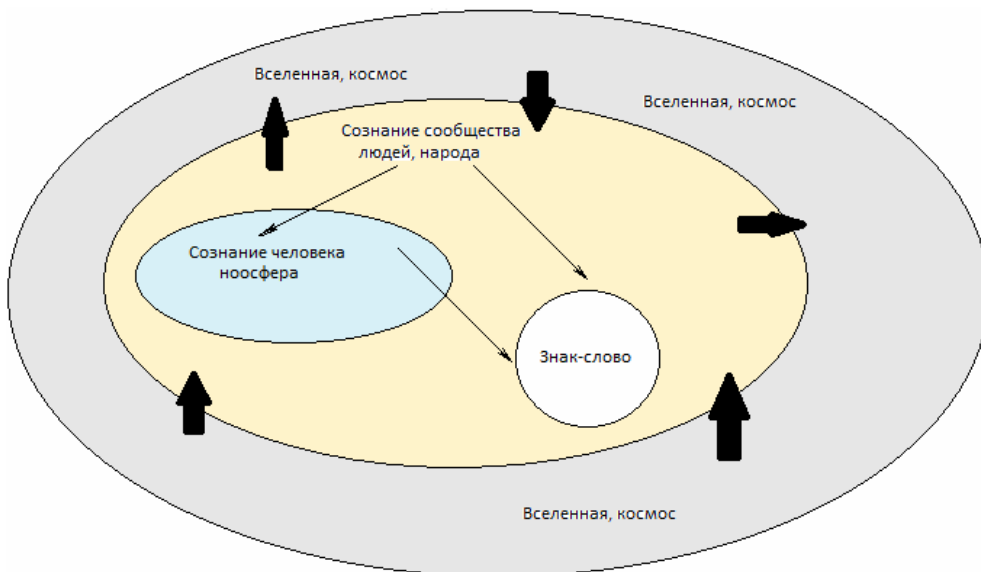 Вселенная, космос
Вселенная, космос
Сознание сообщества
людей, народа
Сознание человека
ноосфера
Знак-слово
Вселенная, космос